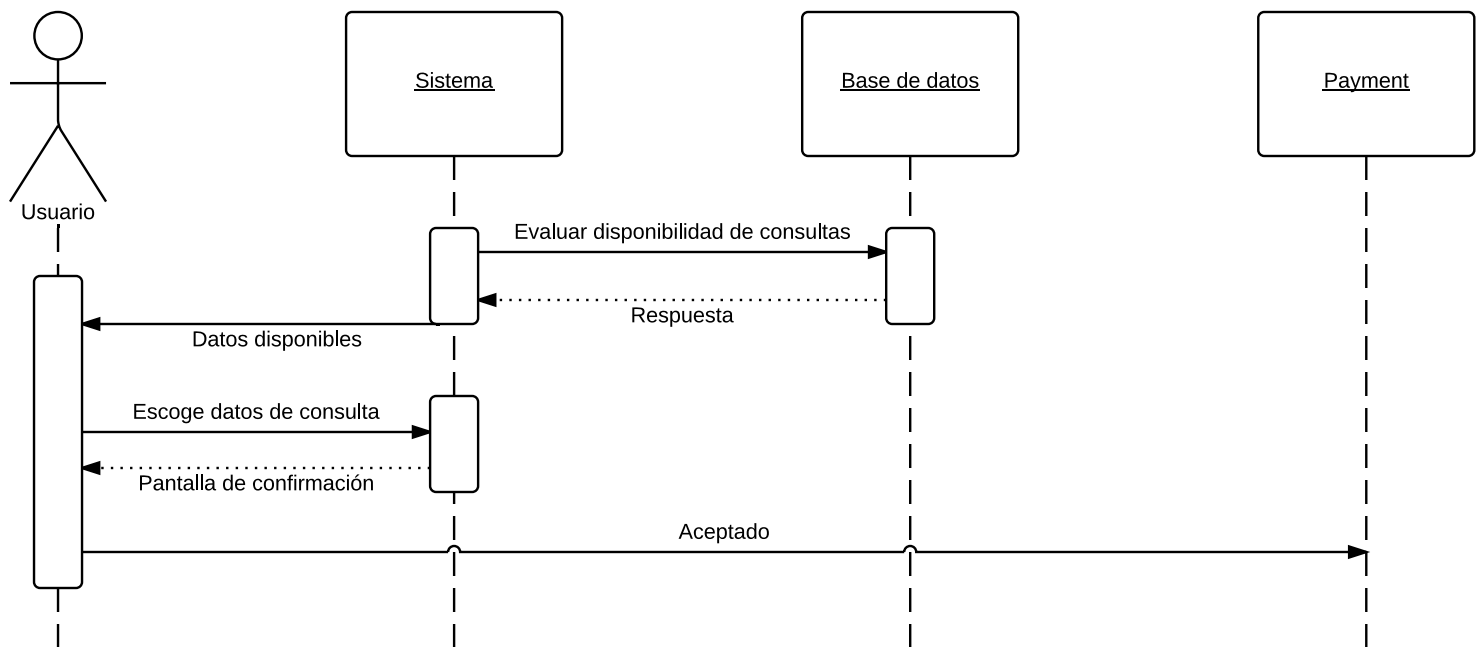 Sistema
Base de datos
Payment
Usuario
Evaluar disponibilidad de consultas
Respuesta
Datos disponibles
Escoge datos de consulta
Pantalla de confirmación
Aceptado